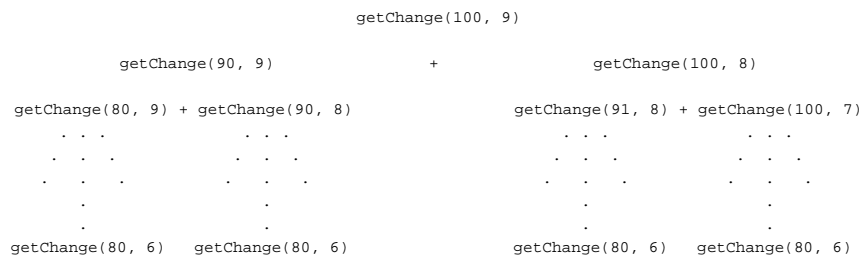 getChange(100, 9)
getChange(90, 9) + getChange(100, 8)
getChange(80, 9) + getChange(90, 8) getChange(91, 8) + getChange(100, 7)
. . . . . . . . . . . .
. . . . . . . . . . . .
. . . . . . . . . . . .
. . . .
. . . .
getChange(80, 6) getChange(80, 6) getChange(80, 6) getChange(80, 6)